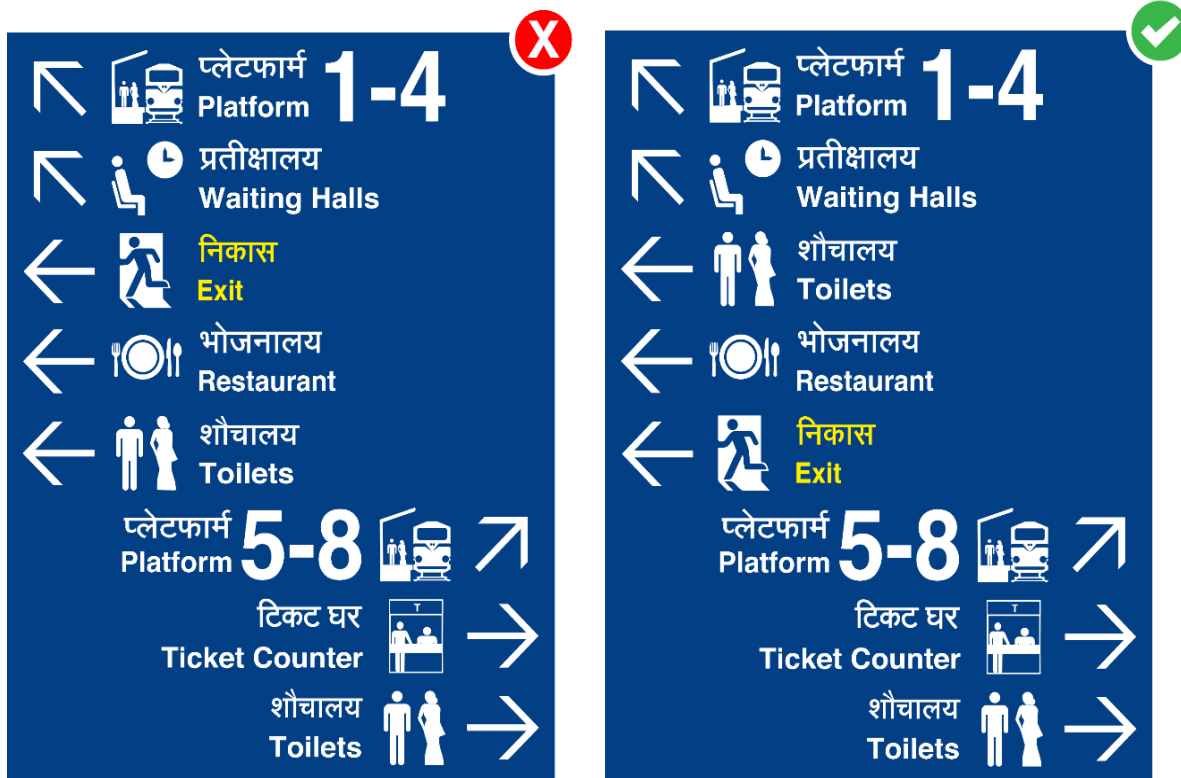 X
प्लेटफार्म
Platform
1-4
प्रतीक्षालय
Waiting Halls
निकास
Exit
भोजनालय
Restaurant
शौचालय
Toilets
प्लेटफार्म
Platform
5-8
T
टिकट घर
Ticket Counter
शौचालय
Toilets
प्लेटफार्म
Platform
1-4
प्रतीक्षालय
Waiting Halls
शौचालय
Toilets
भोजनालय
Restaurant
निकास
Exit
प्लेटफार्म
Platform
5-8
T
टिकट घर
Ticket Counter
शौचालय
Toilets